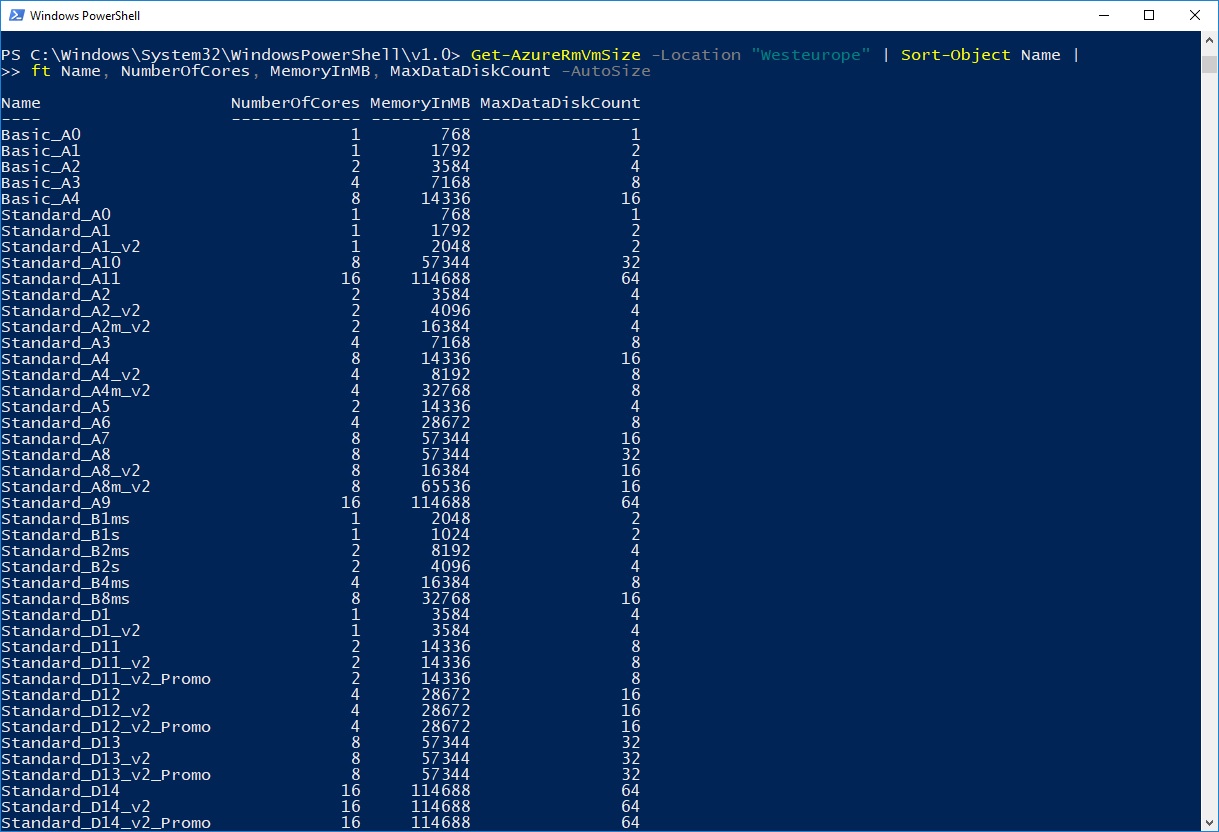 Windows PowerShell
PS C:\Windows\System32\WindowsPowerShell\v1.0> Get-AzureRmVmSize -Location "Westeurope" | Sort-Object Name |
>> ft Name, NumberOfCores, MemoryInMB, MaxDataDiskCount -AutoSize
Name NumberOfCores MemoryInMB MaxDataDiskCount
---- ------------- ---------- ----------------
Basic_A0 1 768 1
Basic_A1 1 1792 2
Basic_A2 2 3584 4
Basic_A3 4 7168 8
Basic_A4 8 14336 16
Standard_A0 1 768 1
Standard_A1 1 1792 2
Standard_A1_v2 1 2048 2
Standard_A10 8 57344 32
Standard_A11 16 114688 64
Standard_A2 2 3584 4
Standard_A2_v2 2 4096 4
Standard_A2m_v2 2 16384 4
Standard_A3 4 7168 8
Standard_A4 8 14336 16
Standard_A4_v2 4 8192 8
Standard_A4m_v2 4 32768 8
Standard_A5 2 14336 4
Standard_A6 4 28672 8
Standard_A7 8 57344 16
Standard_A8 8 57344 32
Standard_A8_v2 8 16384 16
Standard_A8m_v2 8 65536 16
Standard_A9 16 114688 64
Standard_B1ms 1 2048 2
Standard_B1s 1 1024 2
Standard_B2ms 2 8192 4
Standard_B2s 2 4096 4
Standard_B4ms 4 16384 8
Standard_B8ms 8 32768 16
Standard_D1 1 3584 4
Standard_D1_v2 1 3584 4
Standard_D11 2 14336 8
Standard_D11_v2 2 14336 8
Standard_D11_v2_Promo 2 14336 8
Standard_D12 4 28672 16
Standard_D12_v2 4 28672 16
Standard_D12_v2_Promo 4 28672 16
Standard_D13 8 57344 32
Standard_D13_v2 8 57344 32
Standard_D13_v2_Promo 8 57344 32
Standard_D14 16 114688 64
Standard_D14_v2 16 114688 64
Standard_D14_v2_Promo 16 114688 64